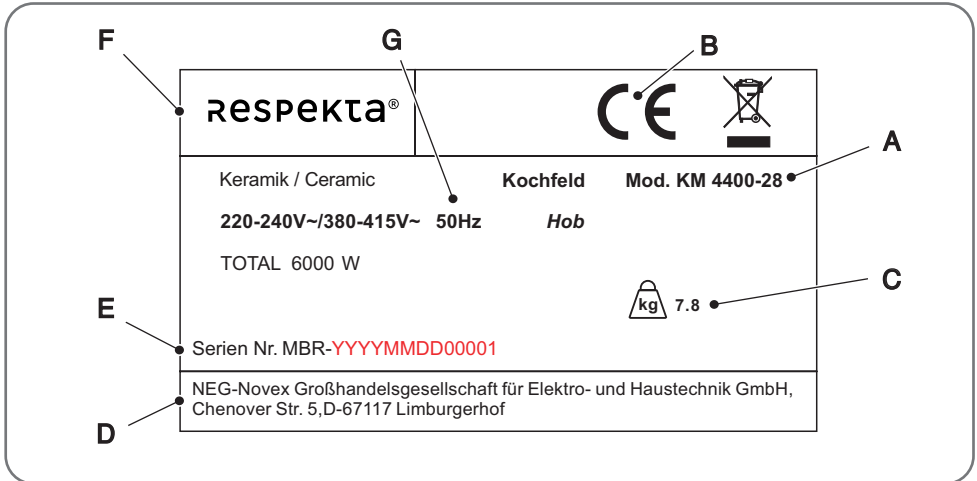 F
G
B
Respekta®
CE
A
Keramik / Ceramic Kochfeld Mod. KM 4400-28
220-240V~/380-415V~ 50Hz Hob
TOTAL 6000 W
C
kg 7.8
E
Serien Nr. MBR-YYYYMMDD00001
NEG-Novex Großhandelsgesellschaft für Elektro- und Haustechnik GmbH,
Chenover Str. 5,D-67117 Limburgerhof
D